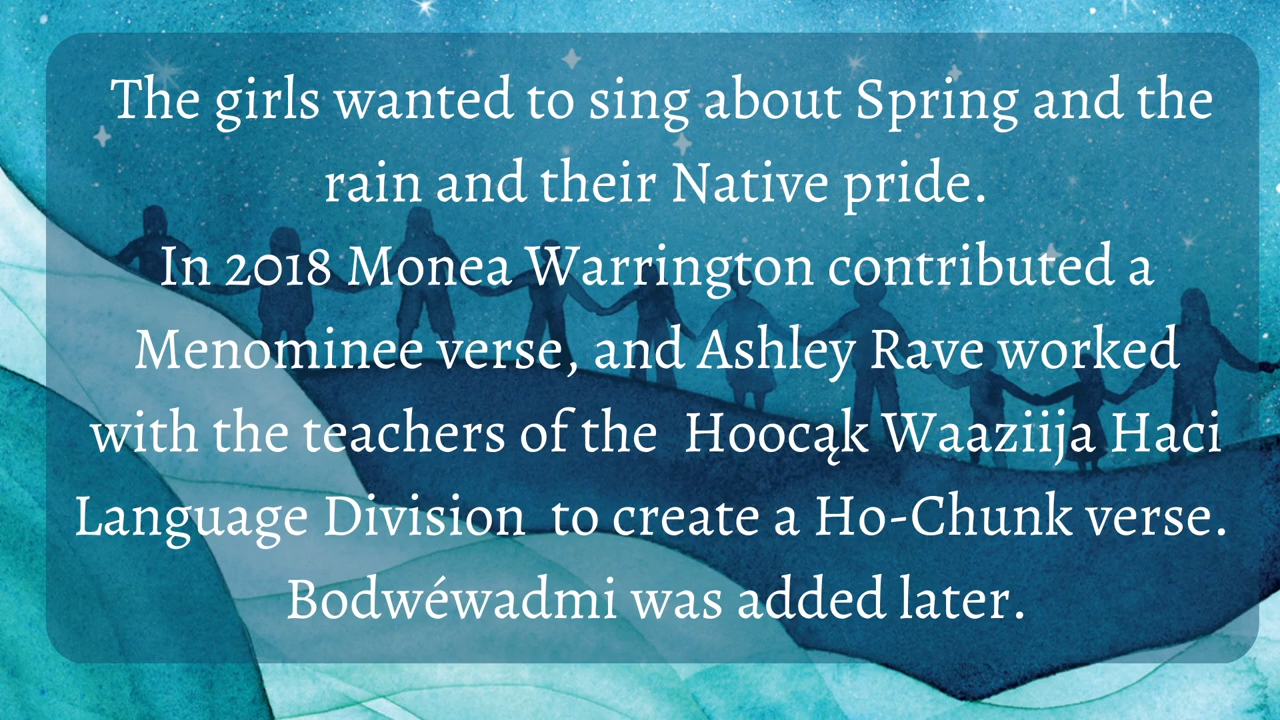 The girls wanted to sing about Spring and the
rain and their Native pride.
In 2018 Monea Warrington contributed a
Menominee verse, and Ashley Rave worked
with the teachers of the  Hoocąk Waaziija Haci
Language Division  to create a Ho-Chunk verse.
Bodwéwadmi was added later.